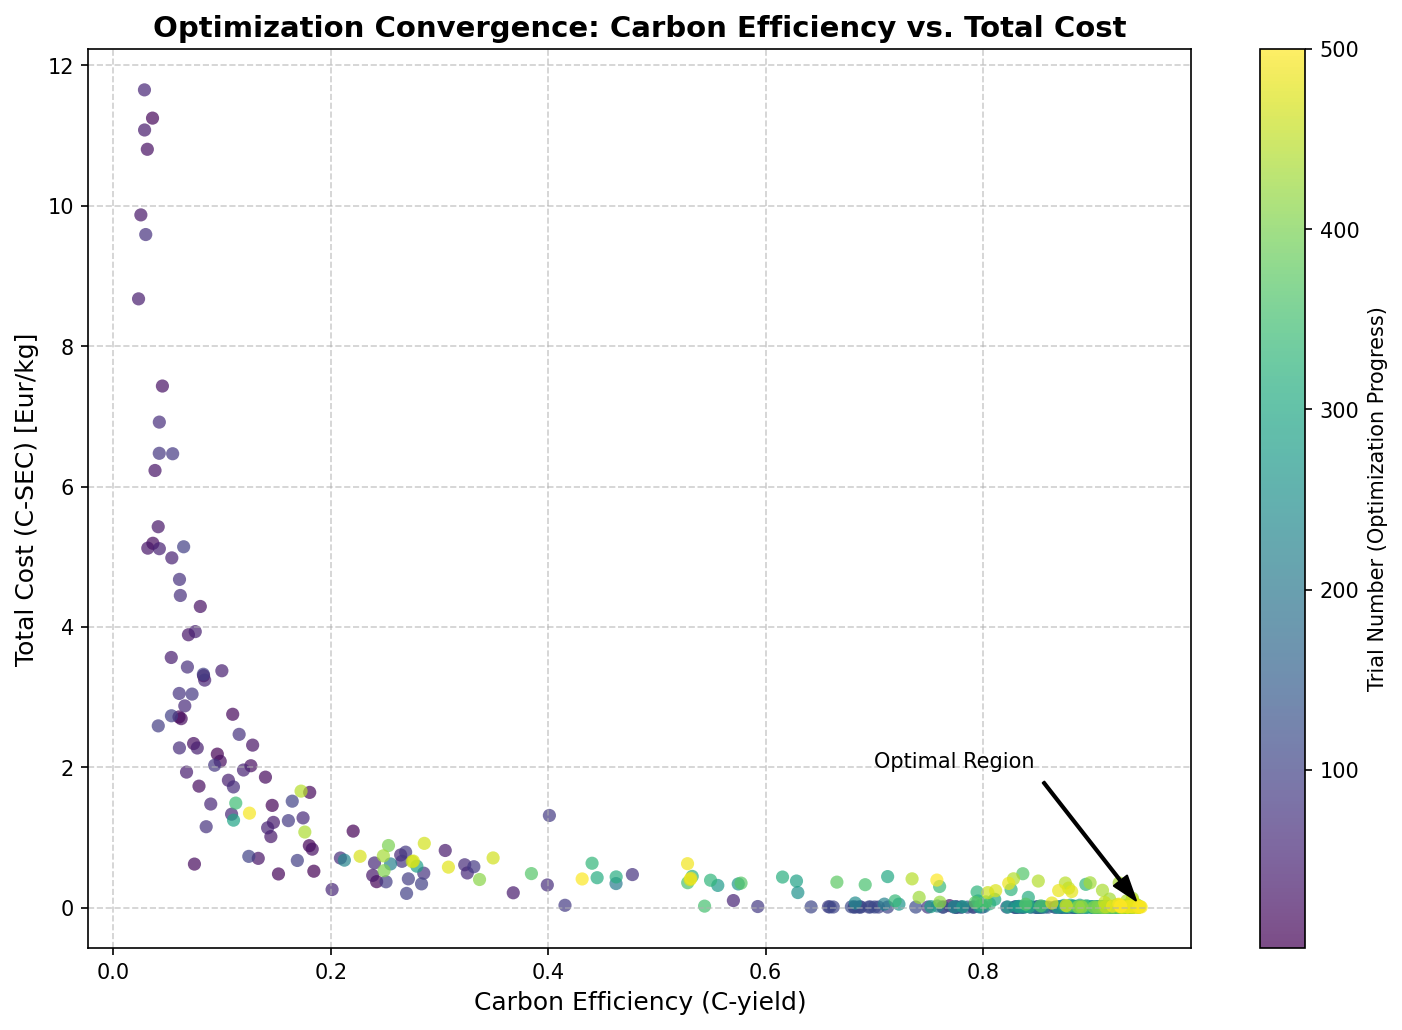 Optimization Convergence: Carbon Efficiency vs. Total Cost
Total Cost (C-SEC) [Eur/kg]
12
10
8
6
4
2
0
Optimal Region
0.0 0.2 0.4 0.6 0.8
Carbon Efficiency (C-yield)
500
400
300
200
100
Trial Number (Optimization Progress)